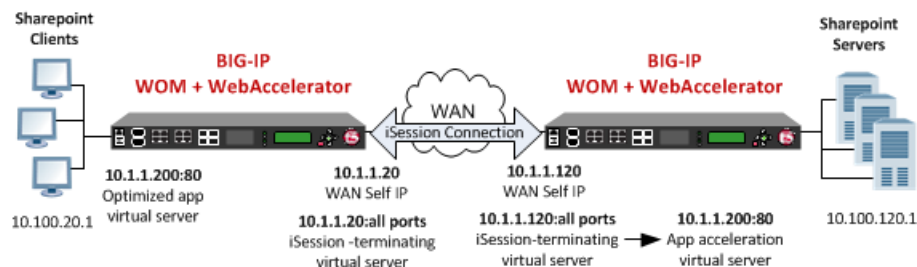 Sharepoint
Clients
BIG-IP
WOM + WebAccelerator
WAN
iSession Connection
BIG-IP
WOM + WebAccelerator
Sharepoint
Servers
10.100.20.1
10.1.1.200:80
Optimized app
virtual server
10.1.1.20
WAN Self IP
10.1.1.20:all ports
iSession -terminating
virtual server
10.1.1.120
WAN Self IP
10.1.1.120:all ports
iSession-terminating
virtual server
10.1.1.200:80
App acceleration
virtual server
10.100.120.1